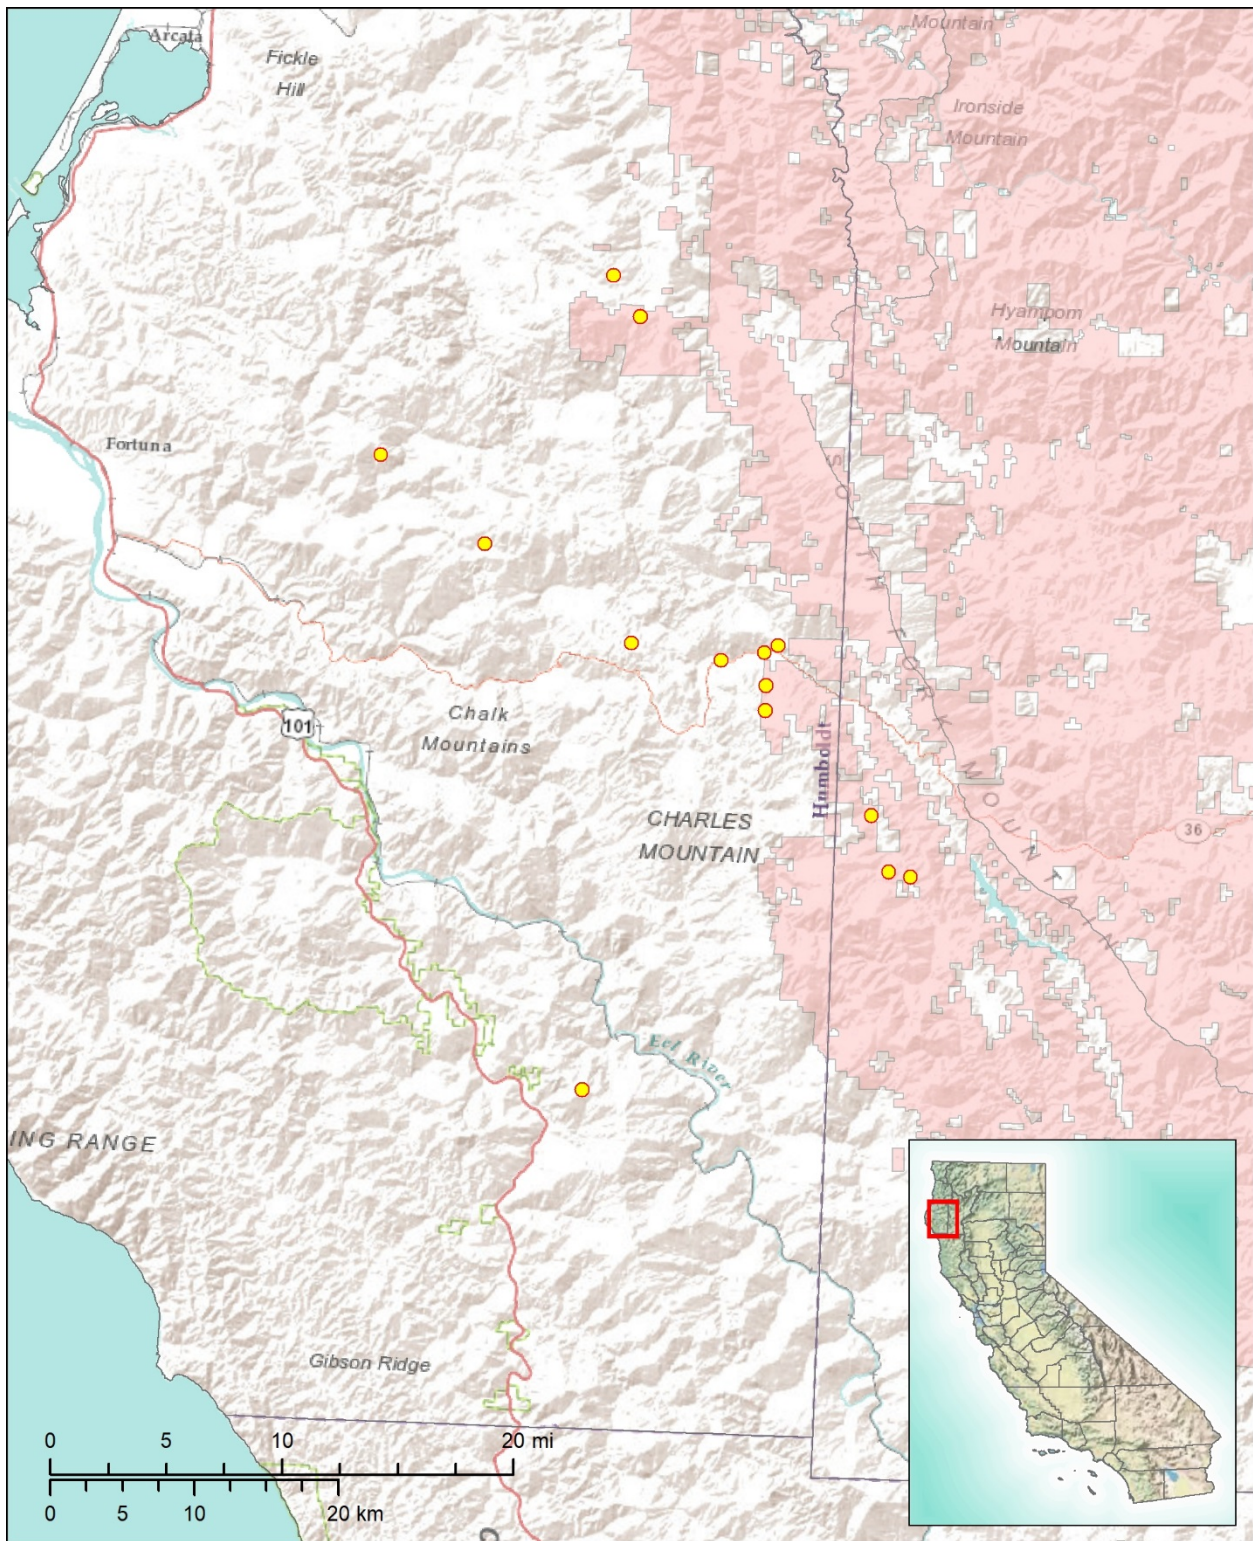 Arcata
Fickle
Hill
Mountain
Ironside
Mountain
Hyampom
Mountain
Fortuna
SOUTH FORK MOUNTAIN
Chalk
Mountains
101
Humboldt
CHARLES
MOUNTAIN
36
Eel River
ING RANGE
Gibson Ridge
0 5 10 20 mi
0 5 10 20 km